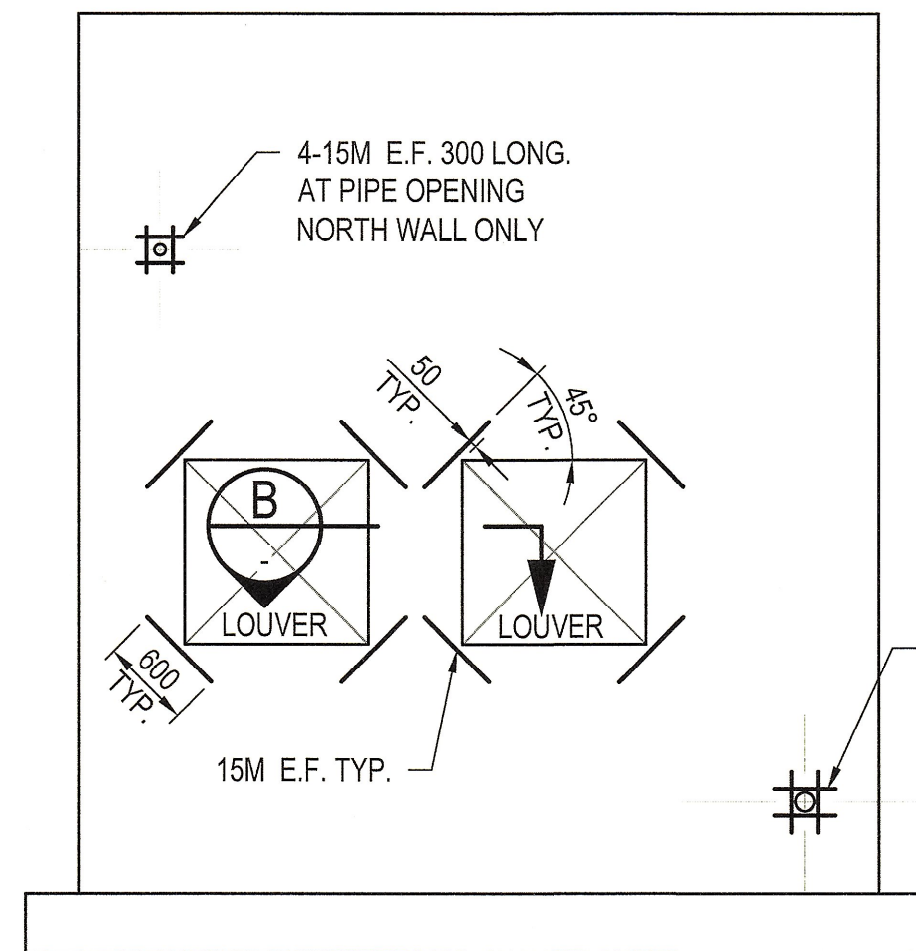 4-15M E.F. 300 LONG.
AT PIPE OPENING
NORTH WALL ONLY
50
TYP.
45°
TYP.
B
-
LOUVER
LOUVER
600
TYP.
15M E.F. TYP.